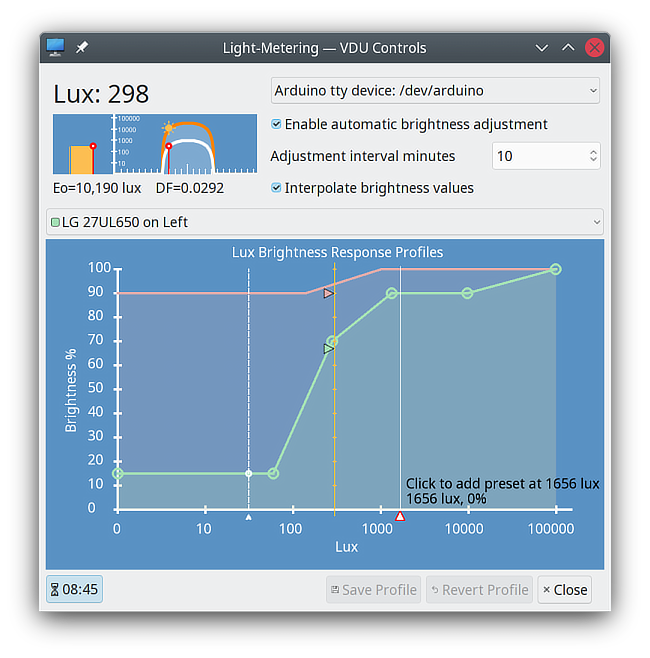 Light-Metering — VDU Controls
Lux: 298
Arduino tty device: /dev/arduino
100000
10000
1000
100
10
Enable automatic brightness adjustment
Adjustment interval minutes
10
Eo=10,190 lux DF=0.0292
Interpolate brightness values
LG 27UL650 on Left
Lux Brightness Response Profiles
100
90
80
70
60
50
40
30
20
10
0
Brightness %
Click to add preset at 1656 lux
1656 lux, 0%
0 10 100 1000 10000 100000
Lux
08:45
Save Profile
Revert Profile
Close